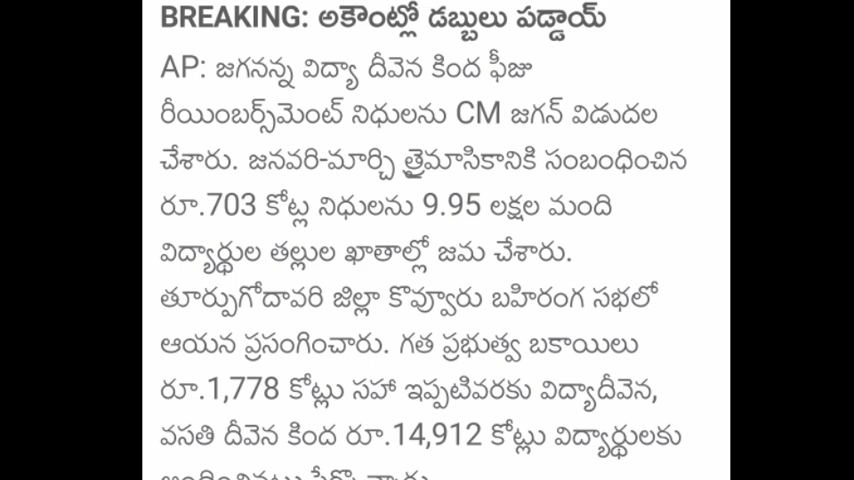 BREAKING: అకౌంట్లో డబ్బులు పడ్డాయ్
AP: జగనన్న విద్యా దీవెన కింద ఫీజు
రీయింబర్స్‌మెంట్ నిధులను CM జగన్ విడుదల
చేశారు. జనవరి-మార్చి త్రైమాసికానికి సంబంధించిన
రూ.703 కోట్ల నిధులను 9.95 లక్షల మంది
విద్యార్థుల తల్లుల ఖాతాల్లో జమ చేశారు.
తూర్పుగోదావరి జిల్లా కొవ్వూరు బహిరంగ సభలో
ఆయన ప్రసంగించారు. గత ప్రభుత్వ బకాయిలు
రూ.1,778 కోట్లు సహా ఇప్పటివరకు విద్యాదీవెన,
వసతి దీవెన కింద రూ.14,912 కోట్లు విద్యార్థులకు